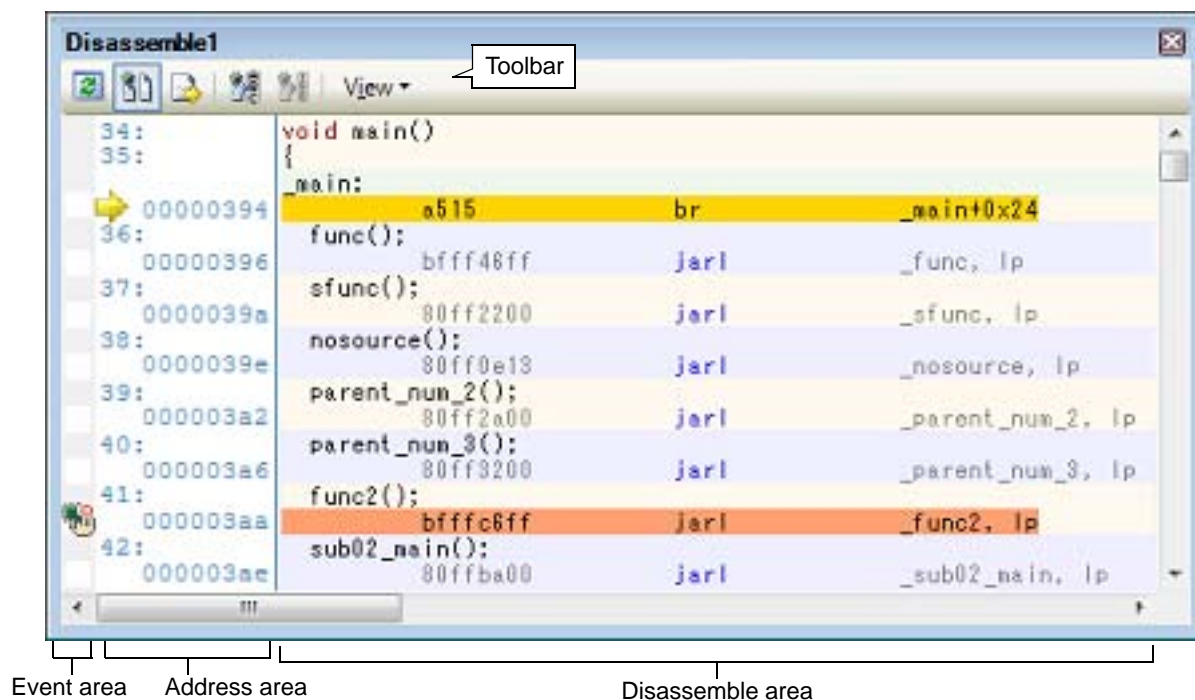 Disassemble1
View
Toolbar
34: void main()
35: {
_main:
00000394 a515 br _main+0x24
36: func();
00000396 bfff46ff jarl _func, lp
37: sfunc();
0000039a 80ff2200 jarl _sfunc, lp
38: nosource();
0000039e 80ff0e13 jarl _nosource, lp
39: parent_num_2();
000003a2 80ff2a00 jarl _parent_num_2, lp
40: parent_num_3();
000003a6 80ff3200 jarl _parent_num_3, lp
41: func2();
000003aa bfffc6ff jarl _func2, lp
42: sub02_main();
000003ae 80ffba00 jarl _sub02_main, lp
Event area Address area Disassemble area